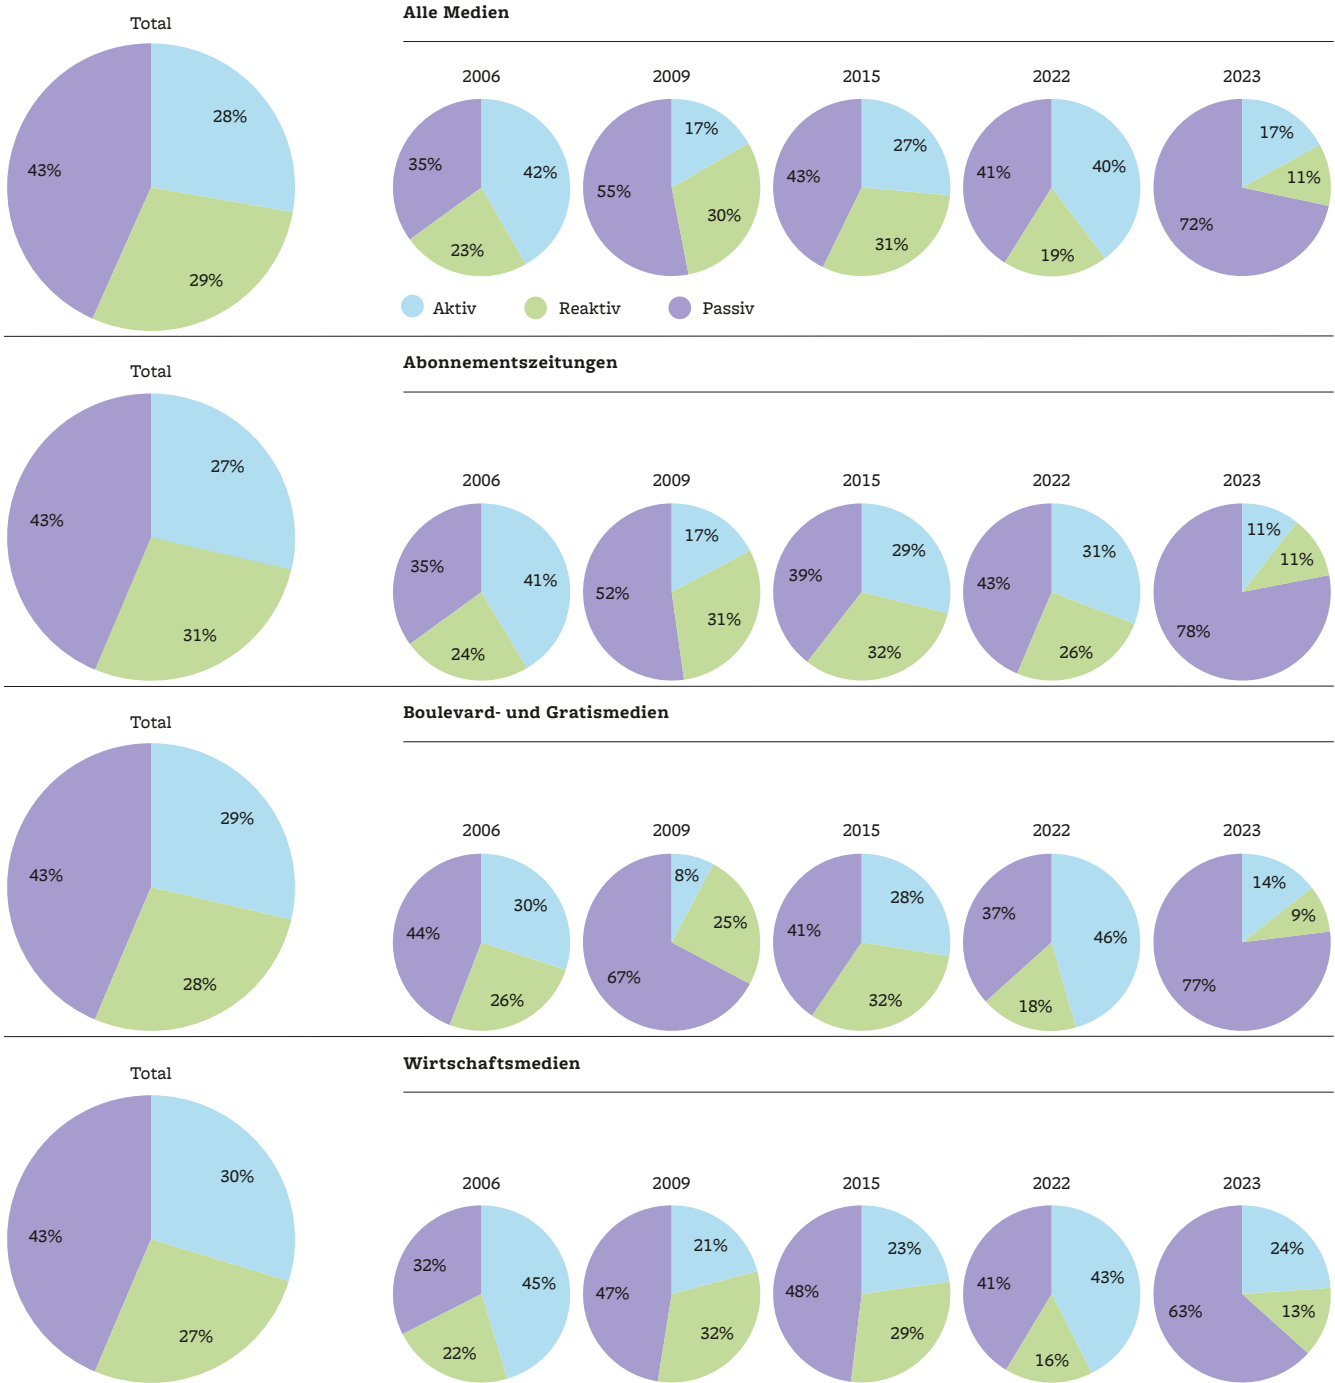 Total
28%
43%
29%
Alle Medien
2006 2009 2015 2022 2023
35% 42% 23%
17% 55% 30%
27% 43% 31%
40% 41% 19%
17% 11% 72%
Aktiv Reaktiv Passiv
Total
27%
43%
31%
Abonnementszeitungen
2006 2009 2015 2022 2023
35% 41% 24%
17% 52% 31%
29% 39% 32%
31% 43% 26%
11% 11% 78%
Total
29%
43%
28%
Boulevard- und Gratismedien
2006 2009 2015 2022 2023
30% 44% 26%
8% 25% 67%
28% 41% 32%
37% 46% 18%
14% 9% 77%
Total
30%
43%
27%
Wirtschaftsmedien
2006 2009 2015 2022 2023
32% 45% 22%
21% 47% 32%
23% 48% 29%
43% 41% 16%
24% 63% 13%